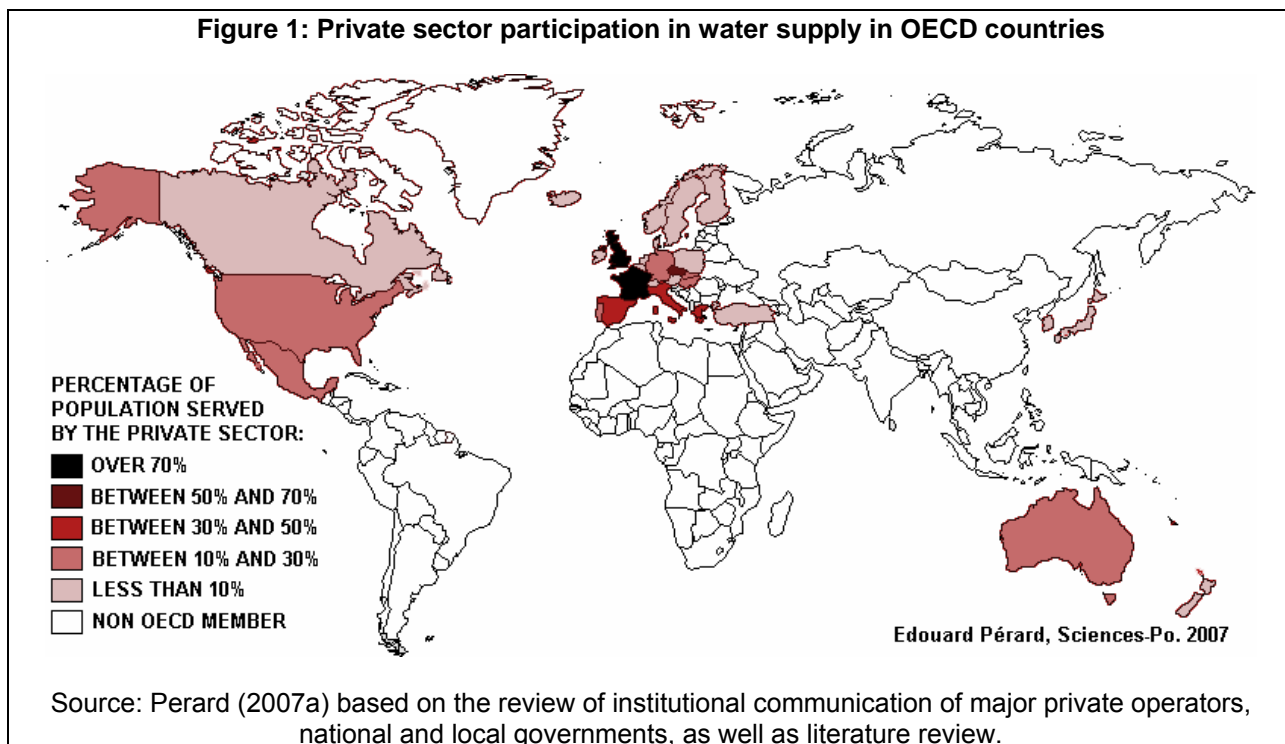 Figure 1: Private sector participation in water supply in OECD countries
PERCENTAGE OF
POPULATION SERVED
BY THE PRIVATE SECTOR:
OVER 70%
BETWEEN 50% AND 70%
BETWEEN 30% AND 50%
BETWEEN 10% AND 30%
LESS THAN 10%
NON OECD MEMBER
Edouard Pérard, Sciences-Po. 2007
Source: Perard (2007a) based on the review of institutional communication of major private operators,
national and local governments, as well as literature review.